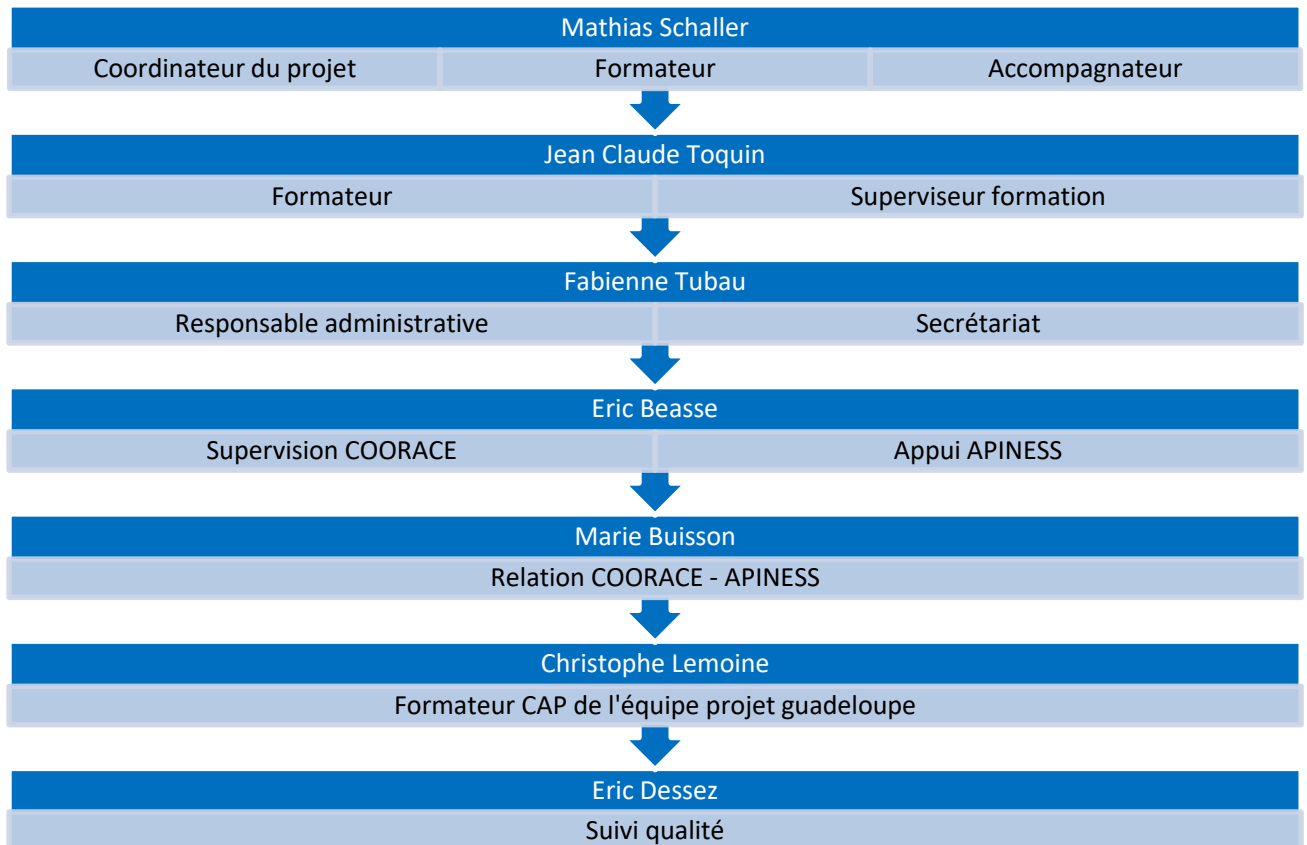 Mathias Schaller
Coordinateur du projet Formateur Accompagnateur
Jean Claude Toquin
Formateur Superviseur formation
Fabienne Tubau
Responsable administrative Secrétariat
Eric Beasse
Supervision COORACE Appui APINESS
Marie Buisson
Relation COORACE - APINESS
Christophe Lemoine
Formateur CAP de l'équipe projet guadeloupe
Eric Dessez
Suivi qualité